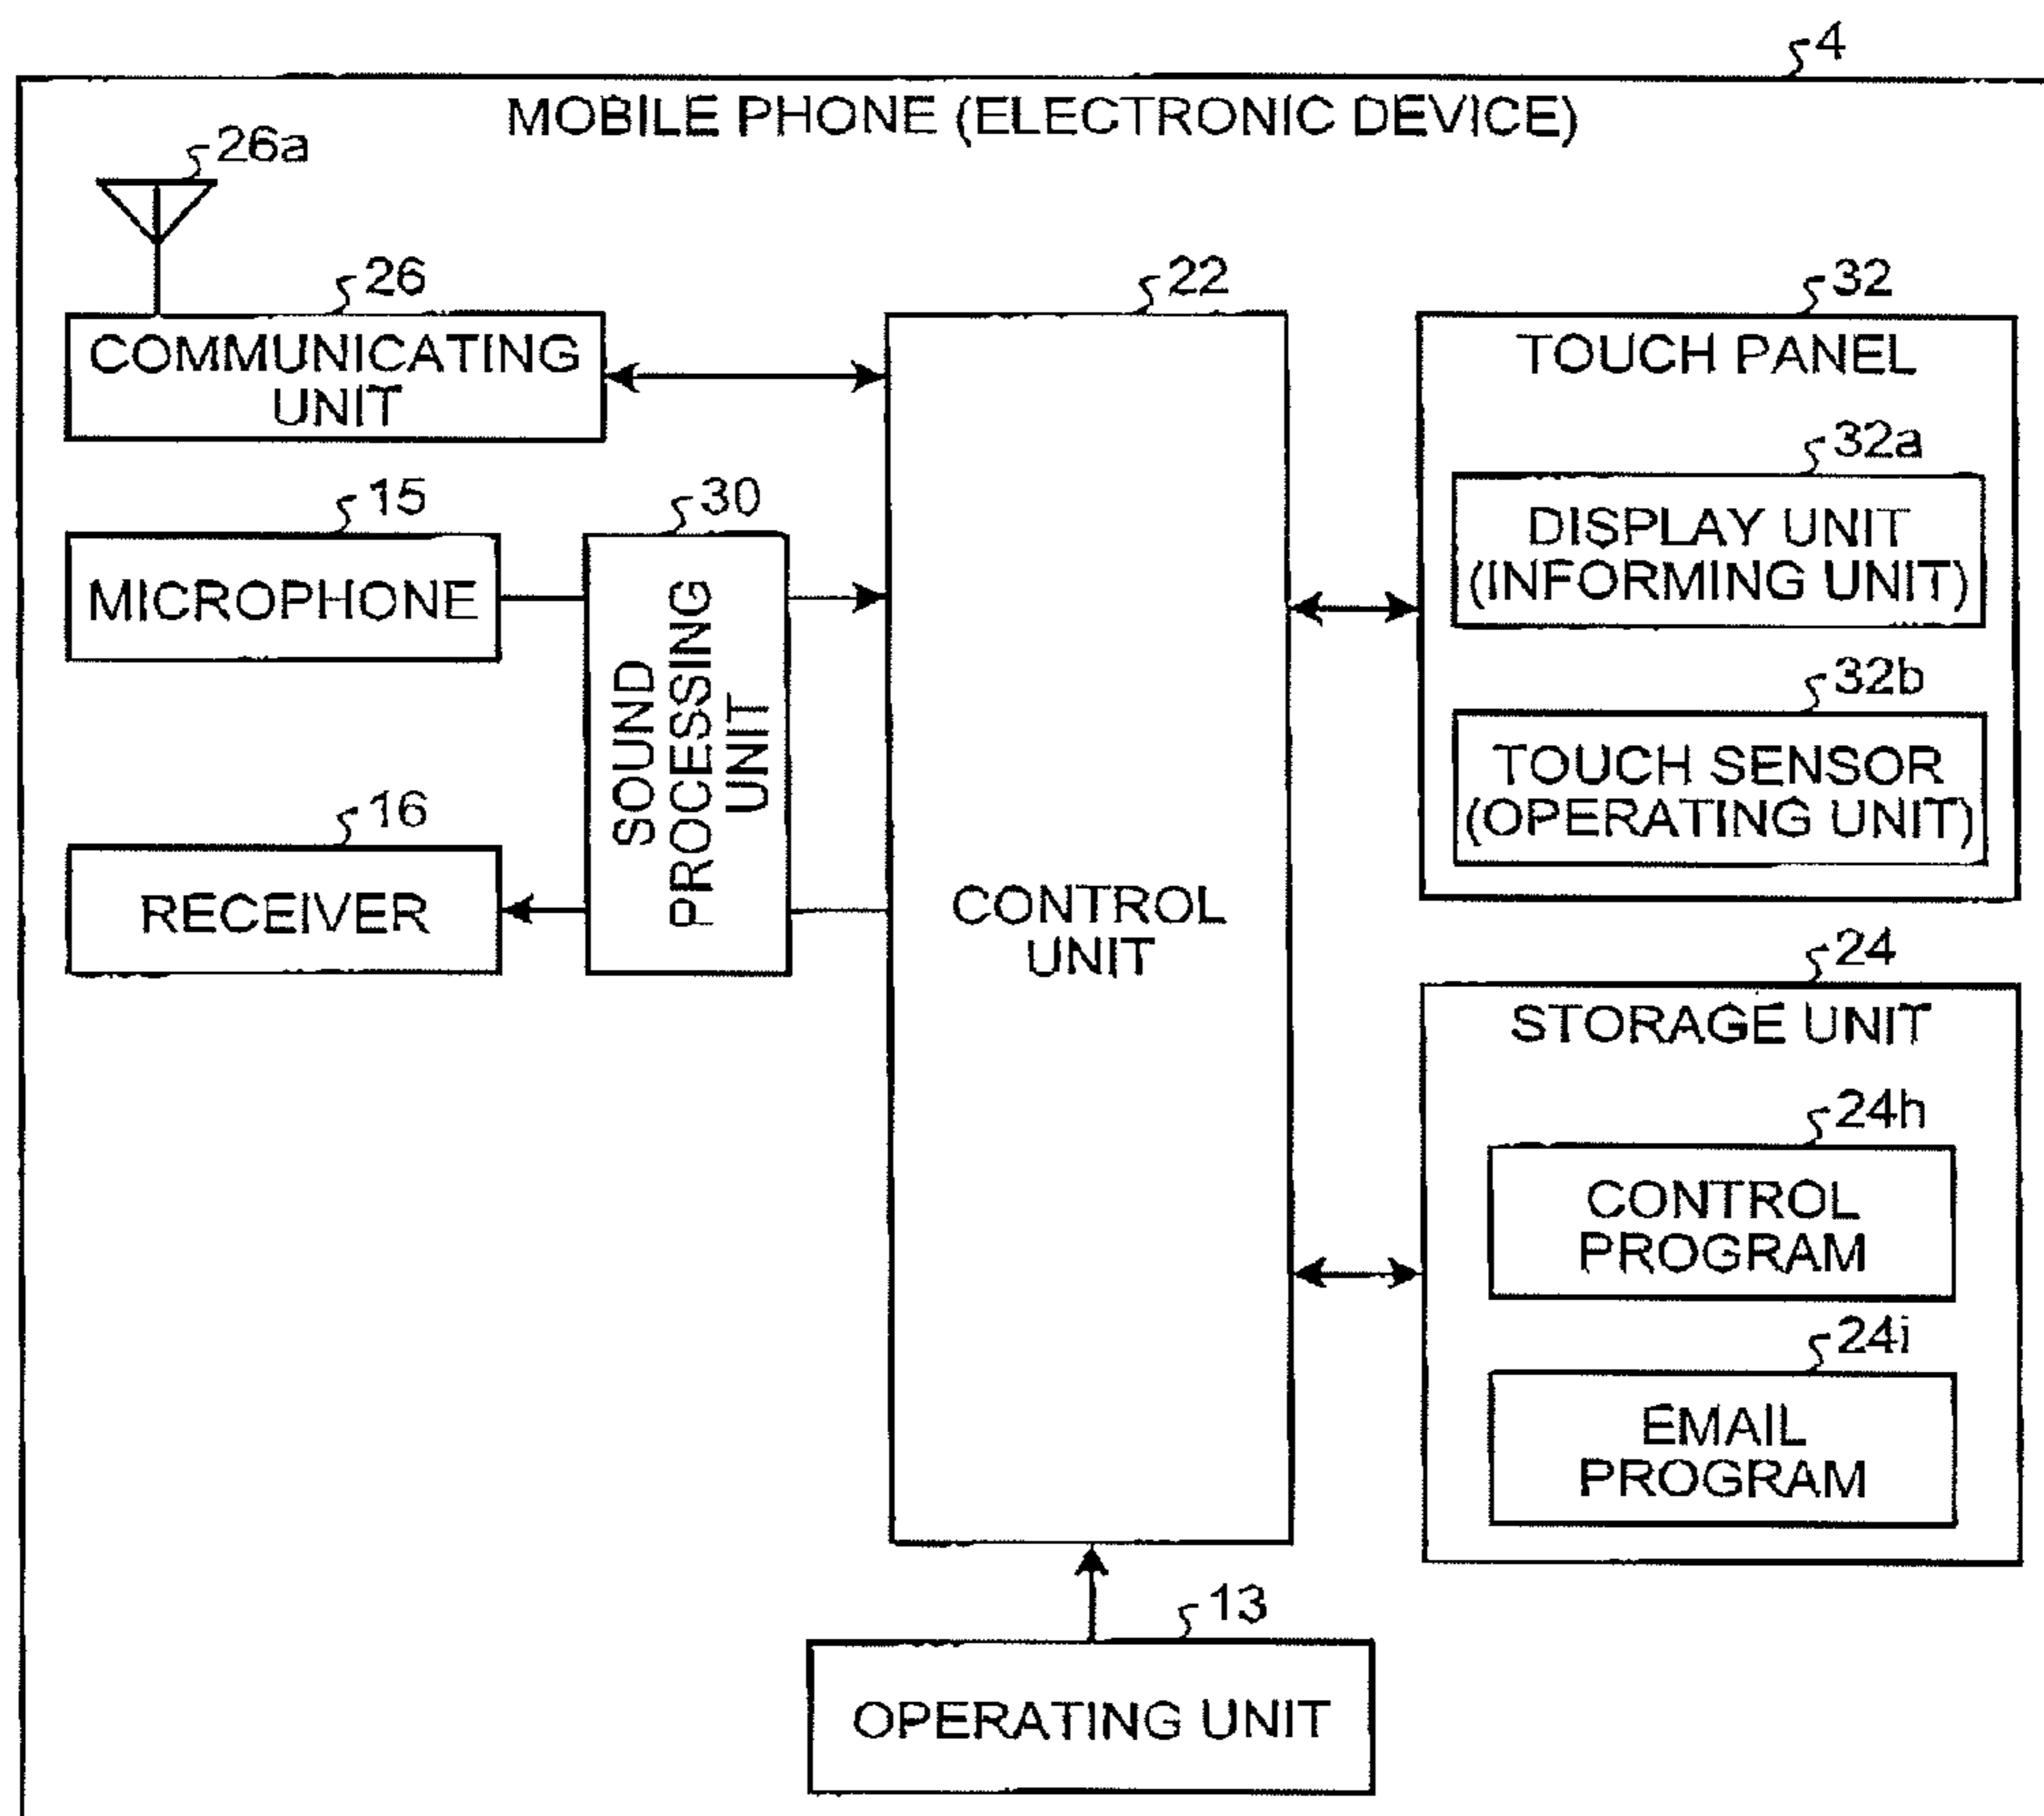 4
MOBILE PHONE (ELECTRONIC DEVICE)
26a
26
COMMUNICATING
UNIT
15
MICROPHONE
16
RECEIVER
30
SOUND
PROCESSING
UNIT
22
CONTROL
UNIT
32
TOUCH PANEL
32a
DISPLAY UNIT
(INFORMING UNIT)
32b
TOUCH SENSOR
(OPERATING UNIT)
24
STORAGE UNIT
24h
CONTROL
PROGRAM
24i
EMAIL
PROGRAM
13
OPERATING UNIT